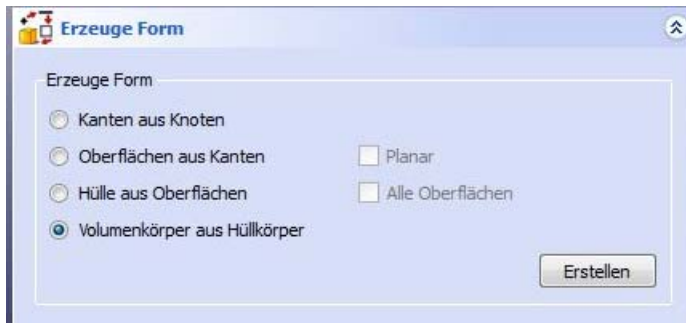 Erzeuge Form
Erzeuge Form
Kanten aus Knoten
Oberflächen aus Kanten
Planar
Hülle aus Oberflächen
Alle Oberflächen
Volumenkörper aus Hüllkörper
Erstellen